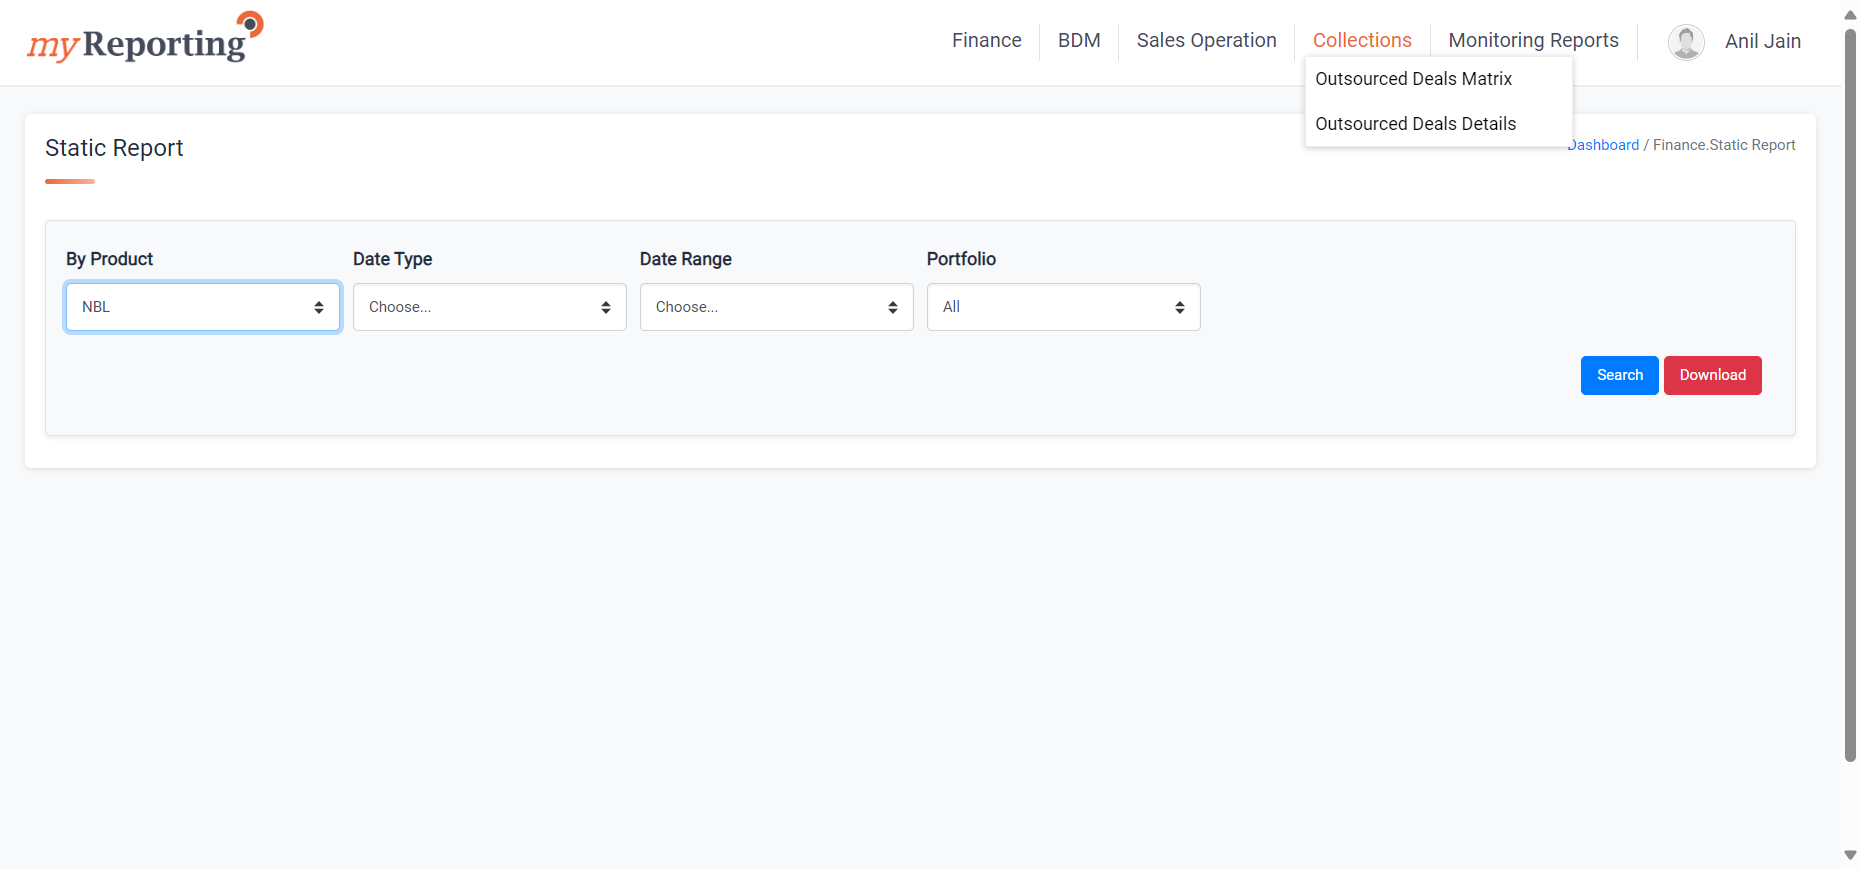 myReporting
Finance
BDM
Sales Operation
Collections
Monitoring Reports
Anil Jain
Outsourced Deals Matrix
Outsourced Deals Details
Static Report
Dashboard / Finance.Static Report
By Product
Date Type
Date Range
Portfolio
NBL
Choose...
Choose...
All
Search
Download